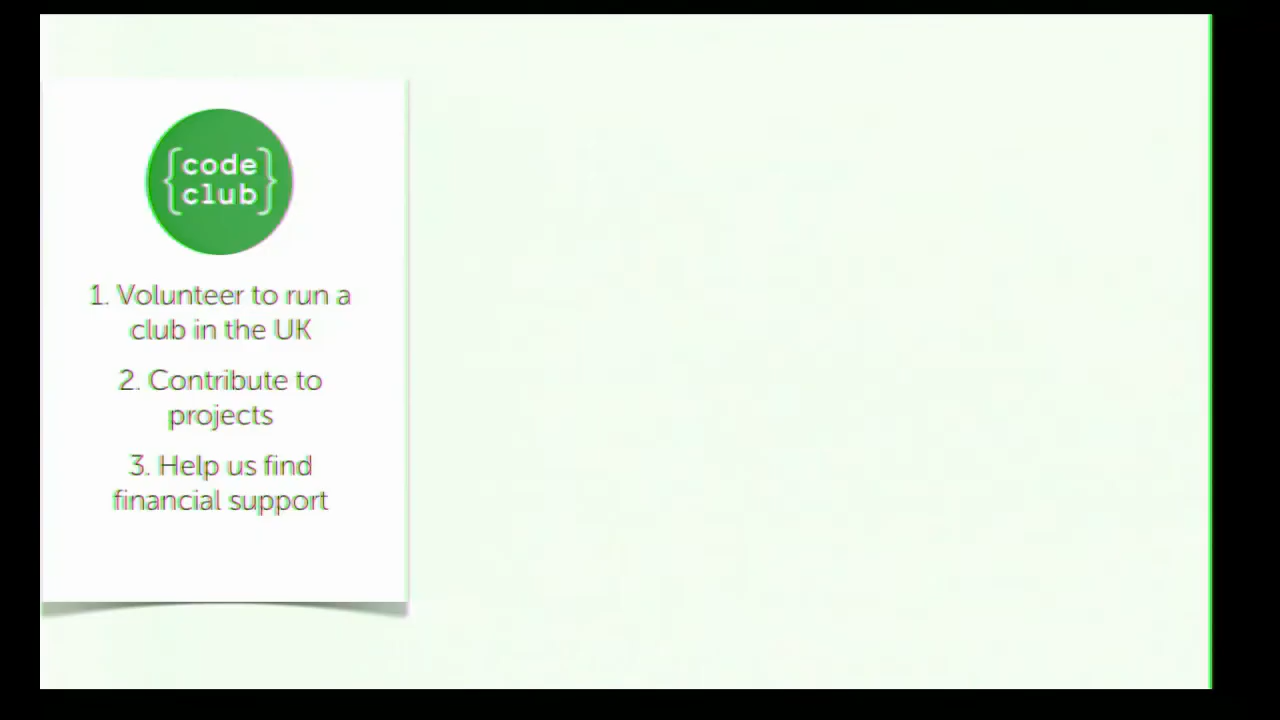 {code
club}
1. Volunteer to run a
club in the UK
2. Contribute to
projects
3. Help us find
financial support